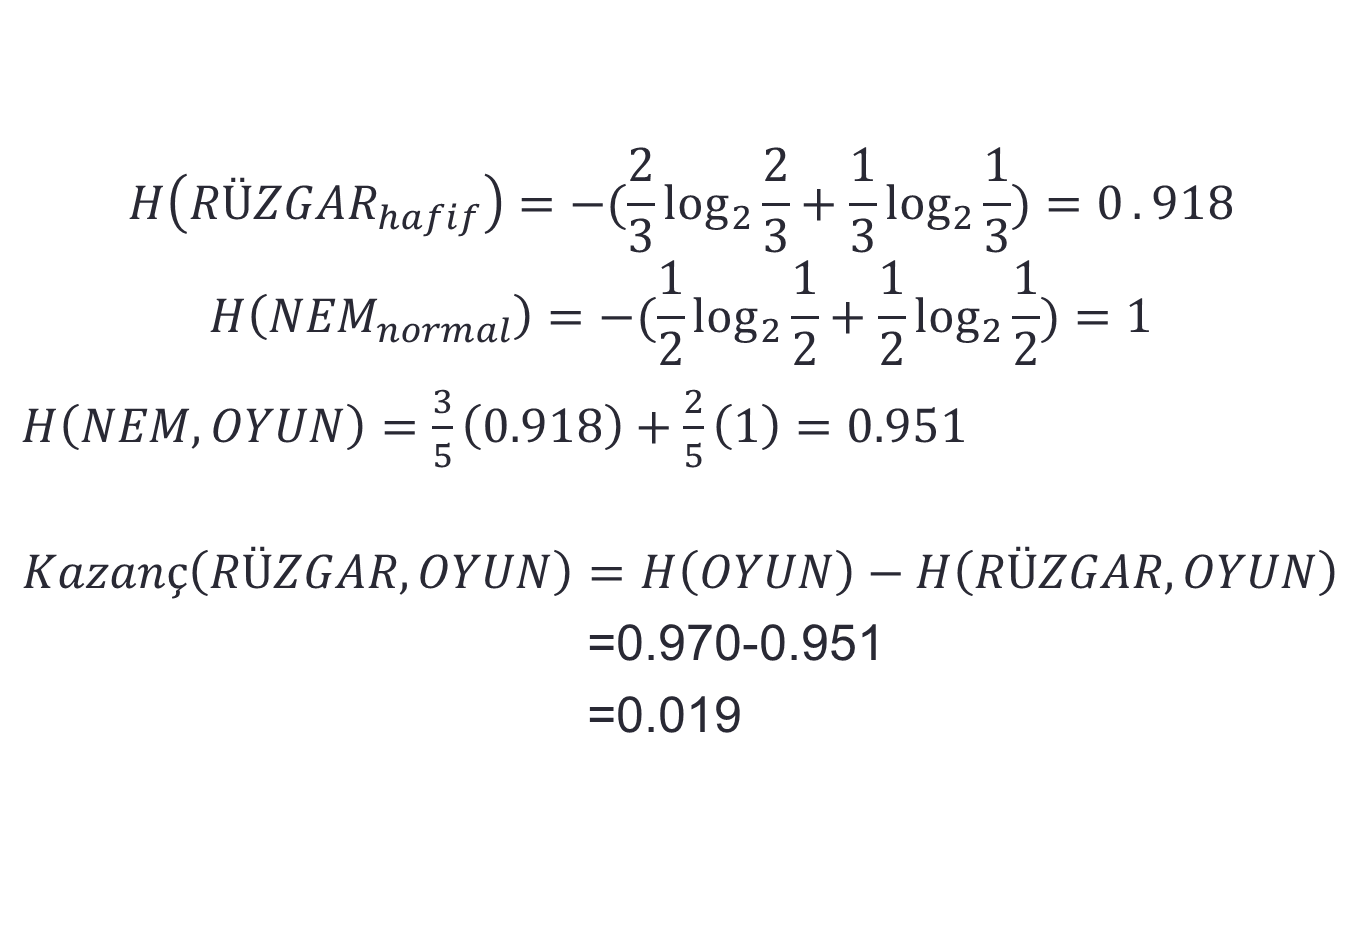 H(RÜZGAR_hafif) = −(2/3 log₂ 2/3 + 1/3 log₂ 1/3) = 0.918
H(NEM_normal) = −(1/2 log₂ 1/2 + 1/2 log₂ 1/2) = 1
H(NEM,OYUN) = 3/5 (0.918) + 2/5 (1) = 0.951
Kazanç(RÜZGAR,OYUN) = H(OYUN) − H(RÜZGAR,OYUN)
=0.970-0.951
=0.019